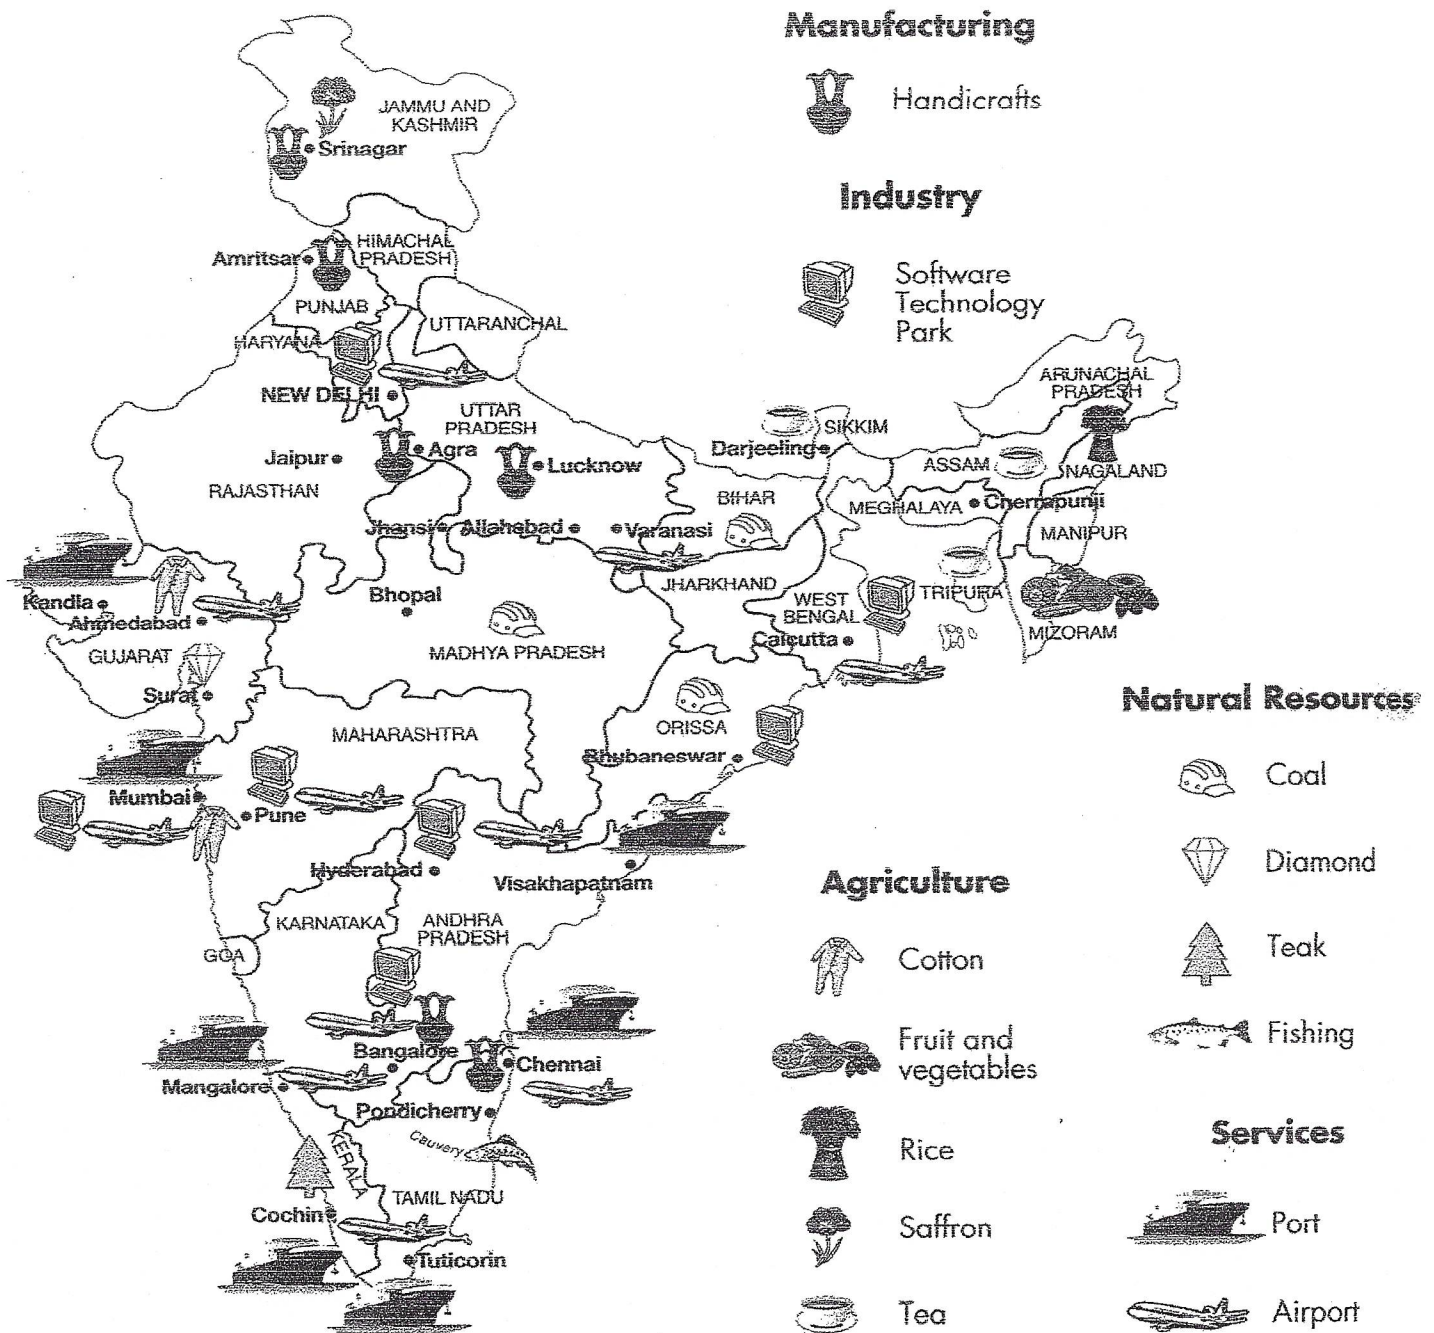 Manufacturing
Handicrafts
Industry
Software
Technology
Park
JAMMU AND
KASHMIR
Srinagar
HIMACHAL
PRADESH
Amritsar
PUNJAB
UTTARANCHAL
HARYANA
NEW DELHI
UTTAR
PRADESH
Agra
Lucknow
Jaipur
RAJASTHAN
Jhansi
Allahabad
Varanasi
BIHAR
Darjeeling
SIKKIM
ARUNACHAL
PRADESH
ASSAM
NAGALAND
MEGHALAYA
Cherrapunji
MANIPUR
JHARKHAND
WEST
BENGAL
TRIPURA
MIZORAM
Calcutta
Kandla
Ahmedabad
Bhopal
GUJARAT
MADHYA PRADESH
Surat
MAHARASHTRA
ORISSA
Bhubaneswar
Mumbai
Pune
Hyderabad
Visakhapatnam
KARNATAKA
ANDHRA
PRADESH
GOA
Bangalore
Chennai
Mangalore
Pondicherry
Cauvery
KERALA
TAMIL NADU
Cochin
Tuticorin
Natural Resources
Coal
Diamond
Teak
Fishing
Agriculture
Cotton
Fruit and
vegetables
Rice
Saffron
Tea
Services
Port
Airport